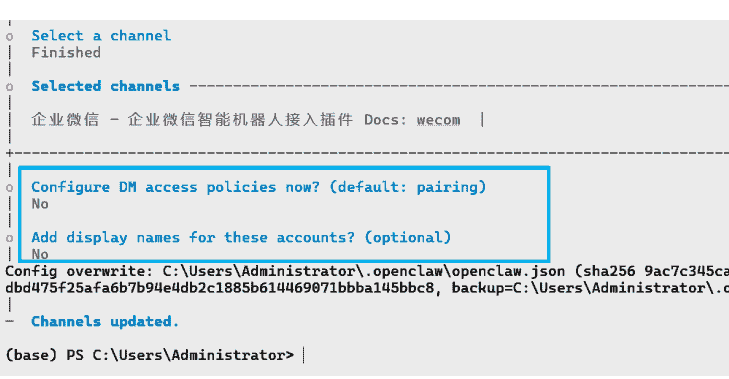 Select a channel
Finished
Selected channels
企业微信 - 企业微信智能机器人接入插件 Docs: wecom
Configure DM access policies now? (default: pairing)
No
Add display names for these accounts? (optional)
No
Config overwrite: C:\Users\Administrator\.openclaw\openclaw.json (sha256 9ac7c345ca
dbd475f25afa6b7b94e4db2c1885b614469071bbba145bbc8, backup=C:\Users\Administrator\.o
Channels updated.
(base) PS C:\Users\Administrator>